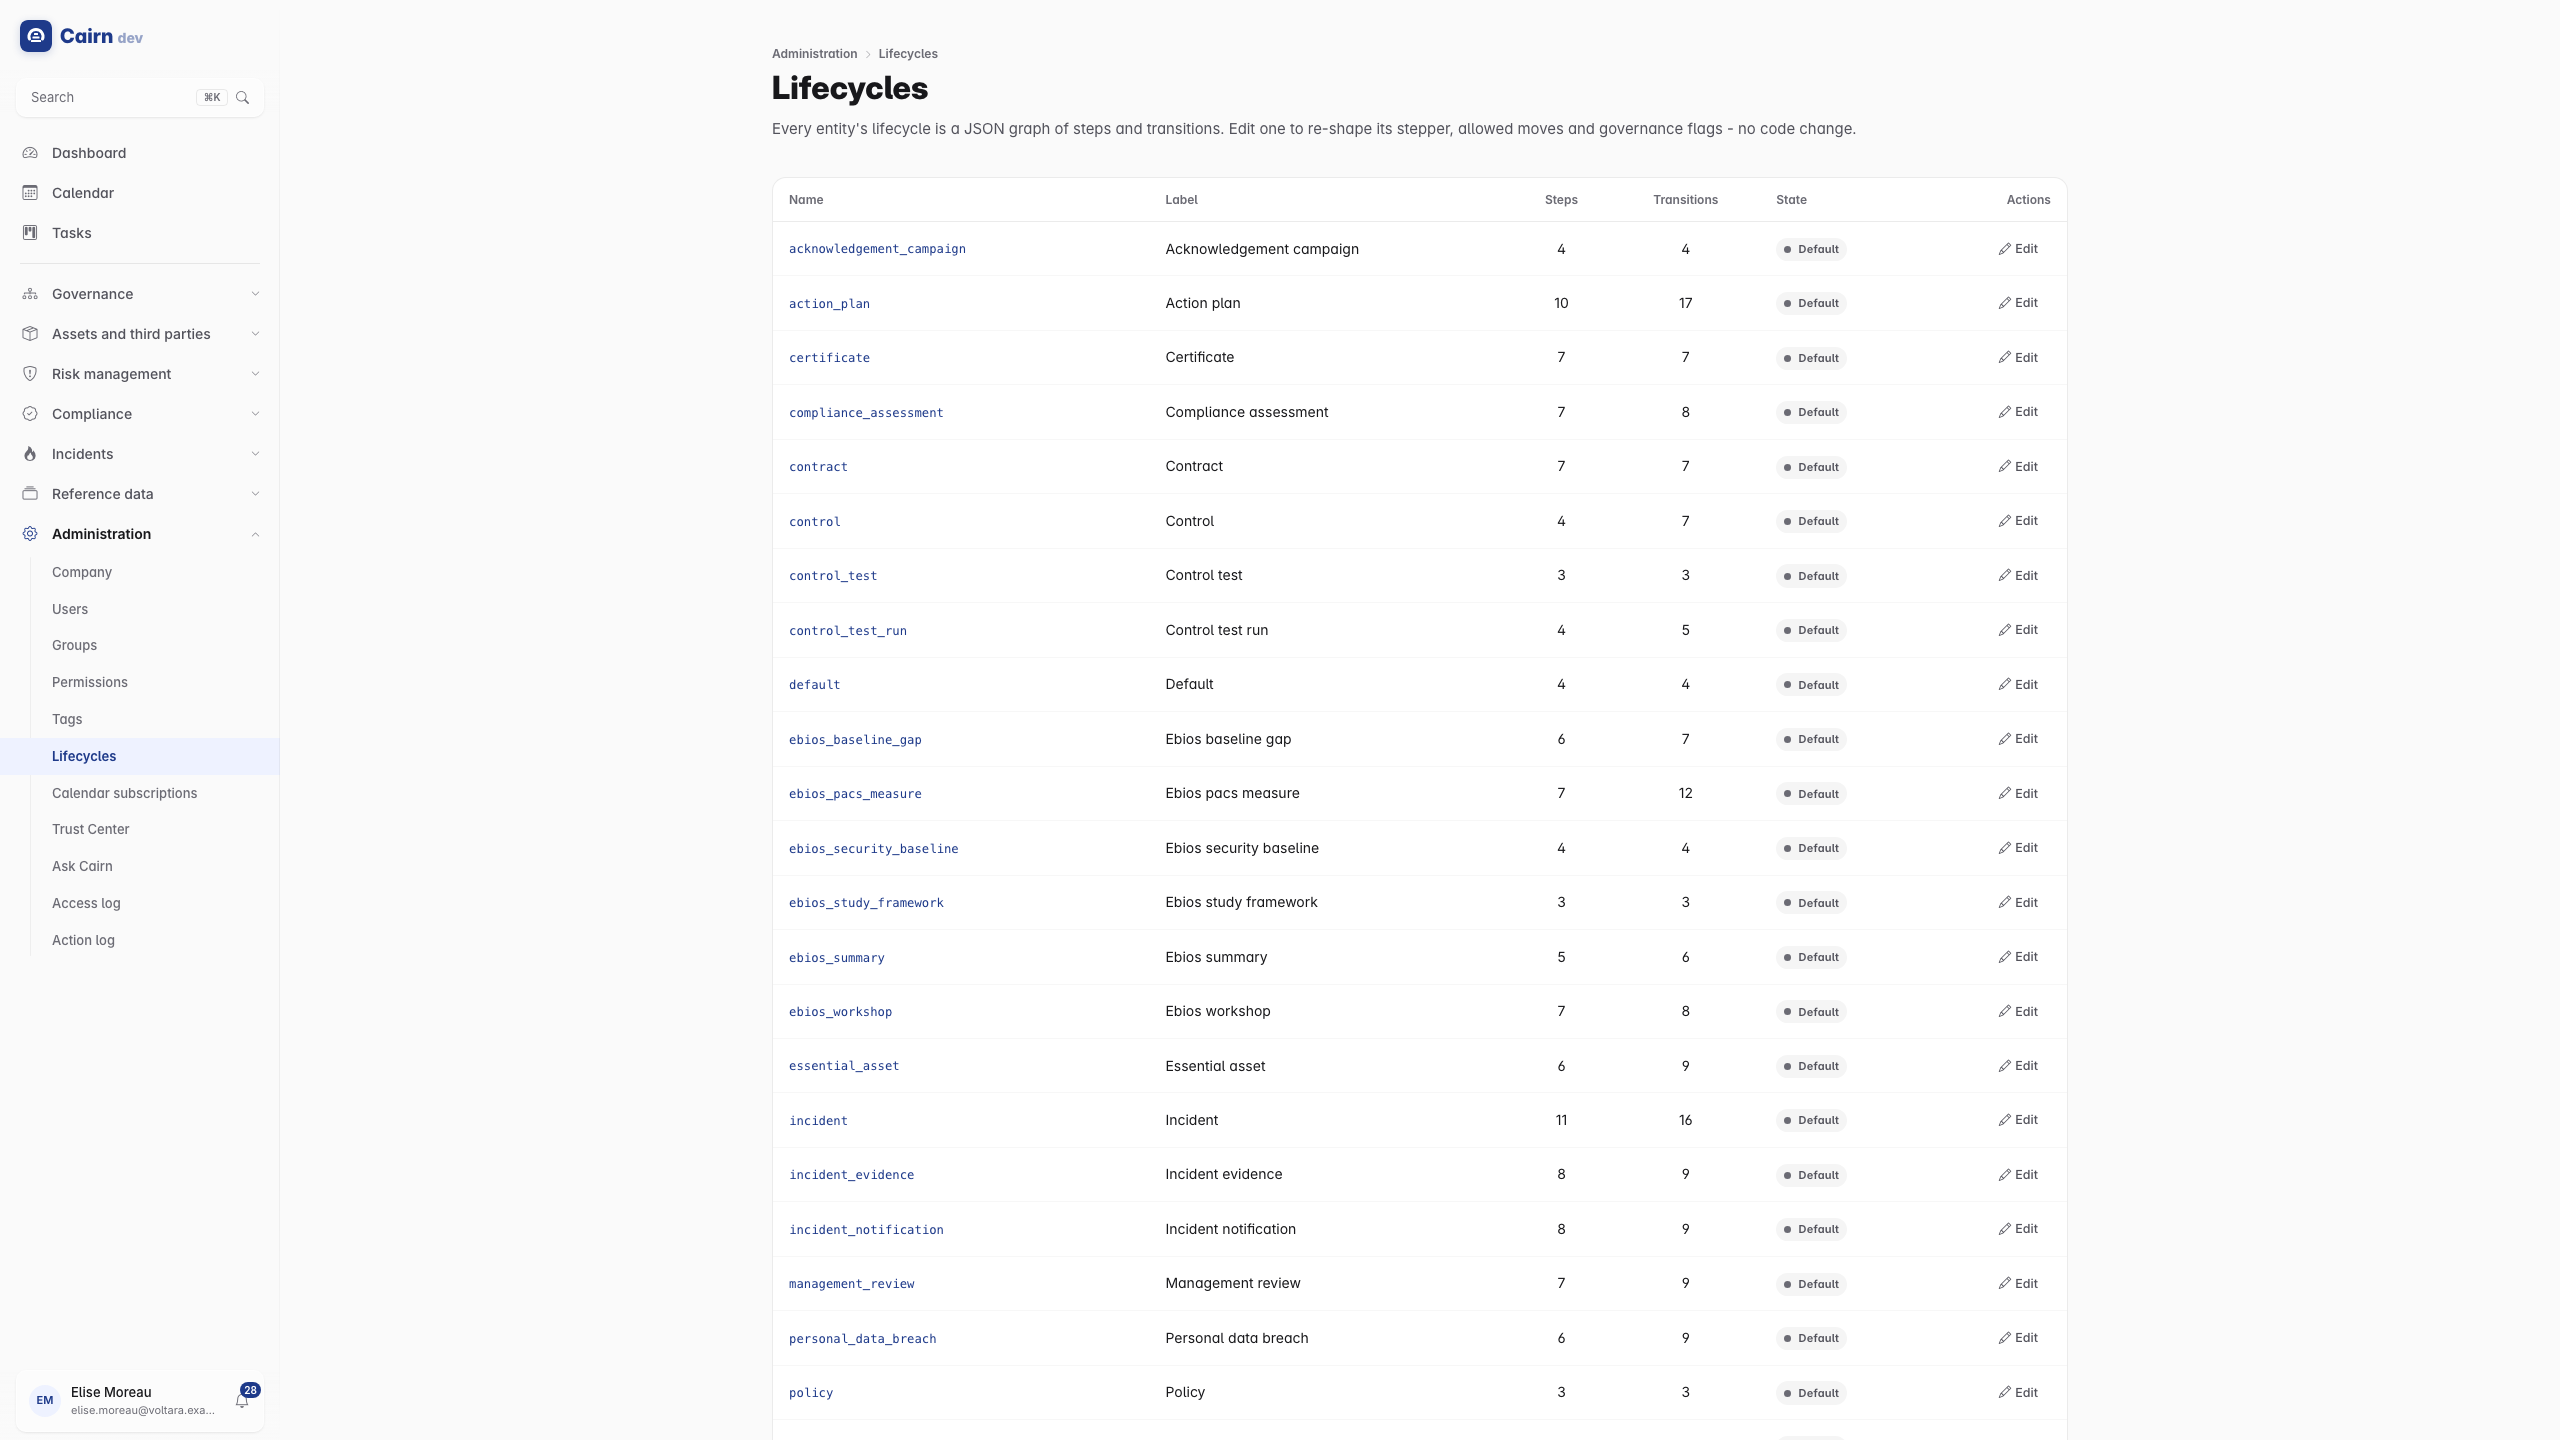 Cairn dev
Search ⌘K
Dashboard
Calendar
Tasks
Governance
Assets and third parties
Risk management
Compliance
Incidents
Reference data
Administration
Company
Users
Groups
Permissions
Tags
Lifecycles
Calendar subscriptions
Trust Center
Ask Cairn
Access log
Action log
EM
Elise Moreau
elise.moreau@voltara.exa...
28
Administration > Lifecycles
Lifecycles
Every entity's lifecycle is a JSON graph of steps and transitions. Edit one to re-shape its stepper, allowed moves and governance flags - no code change.
Name Label Steps Transitions State Actions
acknowledgement_campaign Acknowledgement campaign 4 4 Default Edit
action_plan Action plan 10 17 Default Edit
certificate Certificate 7 7 Default Edit
compliance_assessment Compliance assessment 7 8 Default Edit
contract Contract 7 7 Default Edit
control Control 4 7 Default Edit
control_test Control test 3 3 Default Edit
control_test_run Control test run 4 5 Default Edit
default Default 4 4 Default Edit
ebios_baseline_gap Ebios baseline gap 6 7 Default Edit
ebios_pacs_measure Ebios pacs measure 7 12 Default Edit
ebios_security_baseline Ebios security baseline 4 4 Default Edit
ebios_study_framework Ebios study framework 3 3 Default Edit
ebios_summary Ebios summary 5 6 Default Edit
ebios_workshop Ebios workshop 7 8 Default Edit
essential_asset Essential asset 6 9 Default Edit
incident Incident 11 16 Default Edit
incident_evidence Incident evidence 8 9 Default Edit
incident_notification Incident notification 8 9 Default Edit
management_review Management review 7 9 Default Edit
personal_data_breach Personal data breach 6 9 Default Edit
policy Policy 3 3 Default Edit